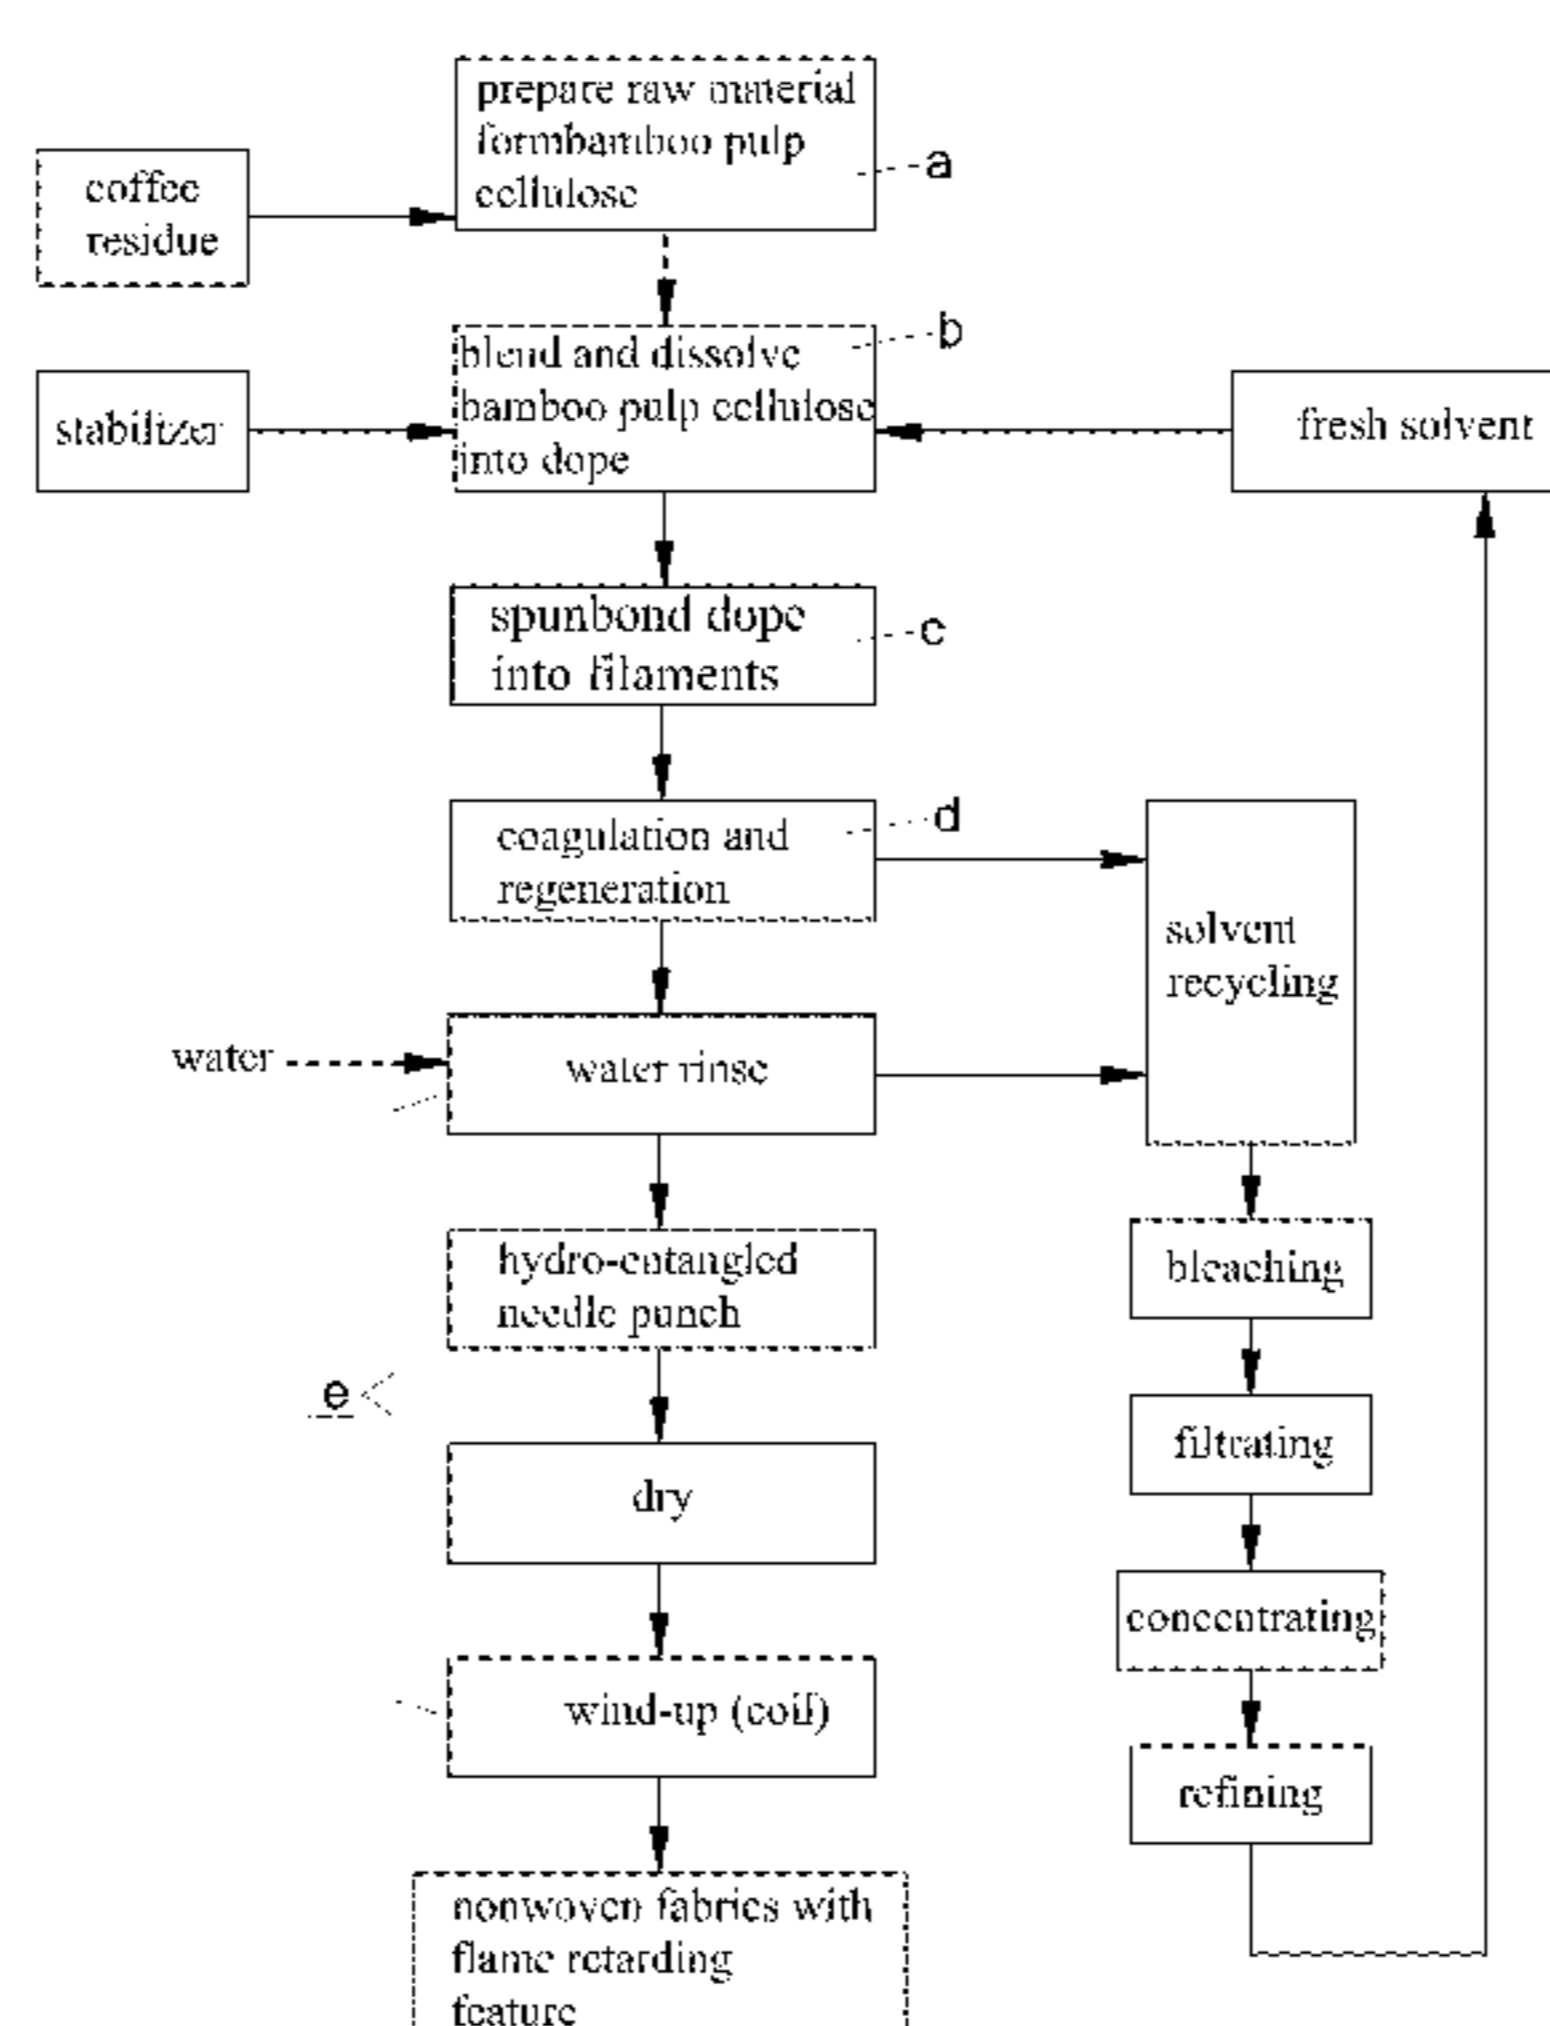 prepare raw material
formbamboo pulp
cellulose
a
coffee
residue
b
blend and dissolve
bamboo pulp cellulose
into dope
stabilizer
fresh solvent
spunbond dope
into filaments
c
coagulation and
regeneration
d
solvent
recycling
water
water rinse
hydro-entangled
needle punch
bleaching
e
filtrating
dry
concentrating
wind-up (coil)
refining
nonwoven fabrics with
flame retarding
feature